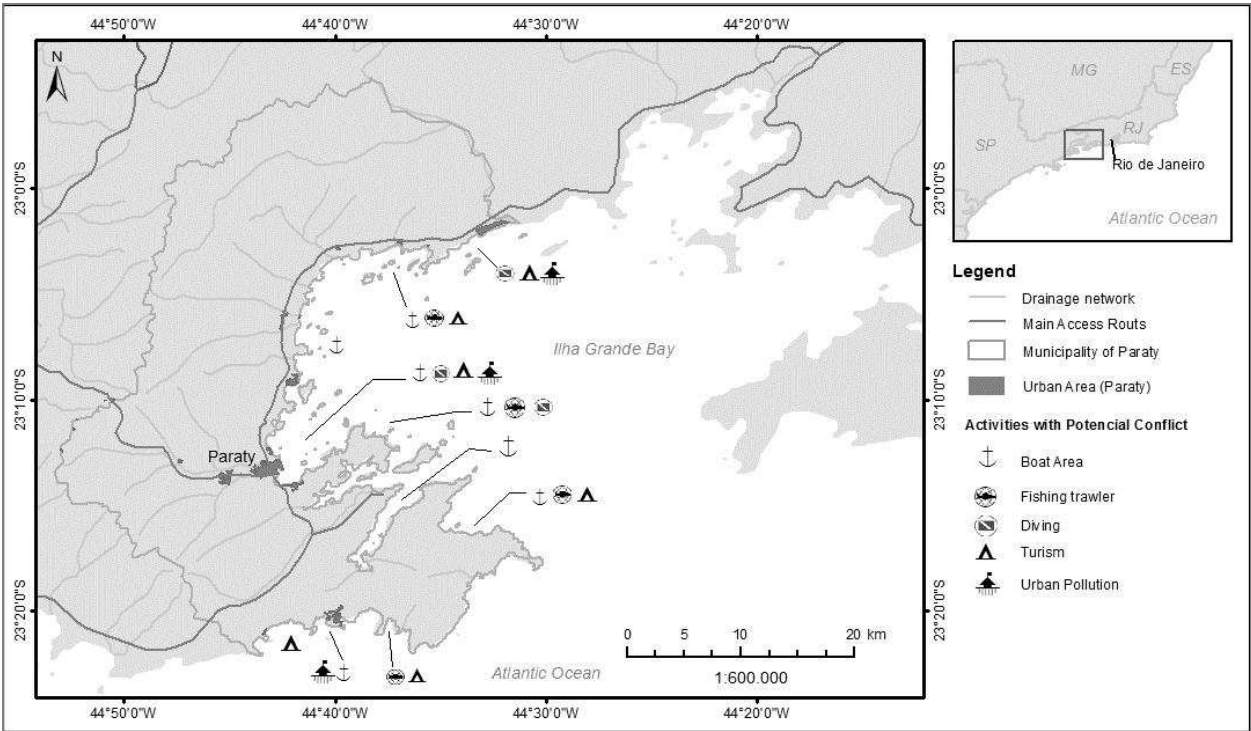 44°50'0"W 44°40'0"W 44°30'0"W 44°20'0"W
N
23°0'0"S
23°10'0"S
23°20'0"S
Ilha Grande Bay
Paraty
Atlantic Ocean
0 5 10 20 km
1:600.000
23°0'0"S
23°10'0"S
23°20'0"S
44°50'0"W 44°40'0"W 44°30'0"W 44°20'0"W
MG
ES
SP
RJ
Rio de Janeiro
Atlantic Ocean
Legend
Drainage network
Main Access Routs
Municipality of Paraty
Urban Area (Paraty)
Activities with Potencial Conflict
Boat Area
Fishing trawler
Diving
Turism
Urban Pollution